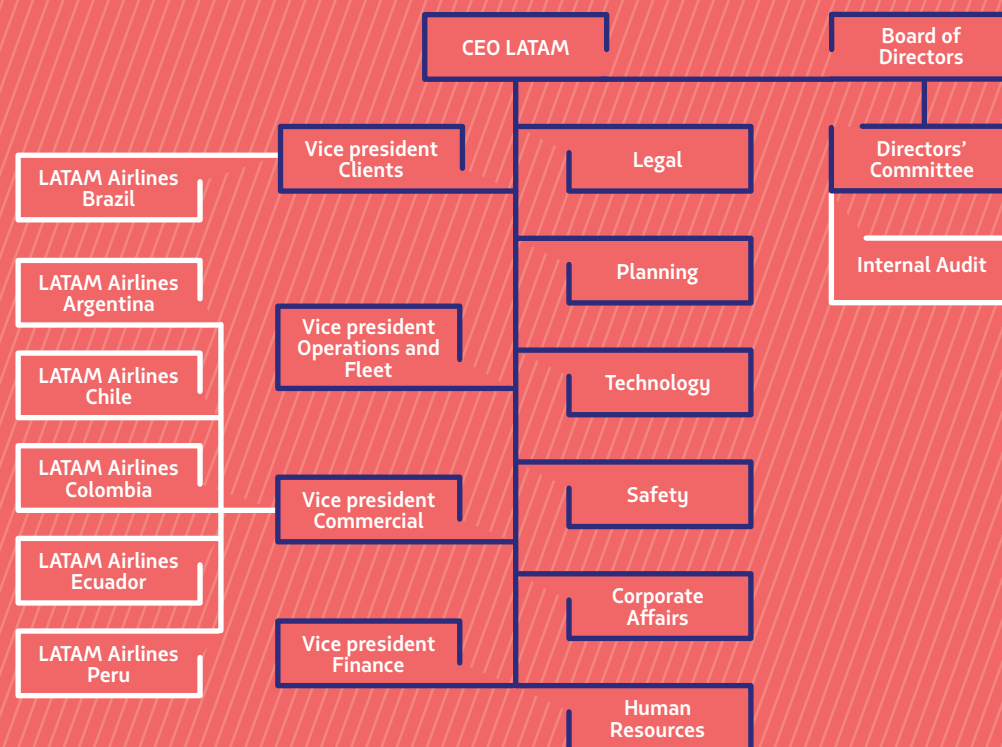 CEO LATAM
Board of
Directors
Vice president
Clients
Legal
Directors’
Committee
LATAM Airlines
Brazil
Planning
Internal Audit
LATAM Airlines
Argentina
Vice president
Operations and
Fleet
LATAM Airlines
Chile
Technology
LATAM Airlines
Colombia
Vice president
Commercial
Safety
LATAM Airlines
Ecuador
Corporate
Affairs
LATAM Airlines
Peru
Vice president
Finance
Human
Resources